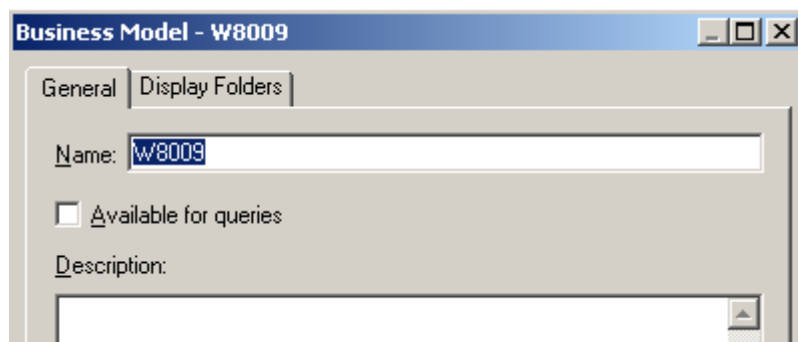 Business Model - W8009
General Display Folders
Name: W8009
Available for queries
Description: